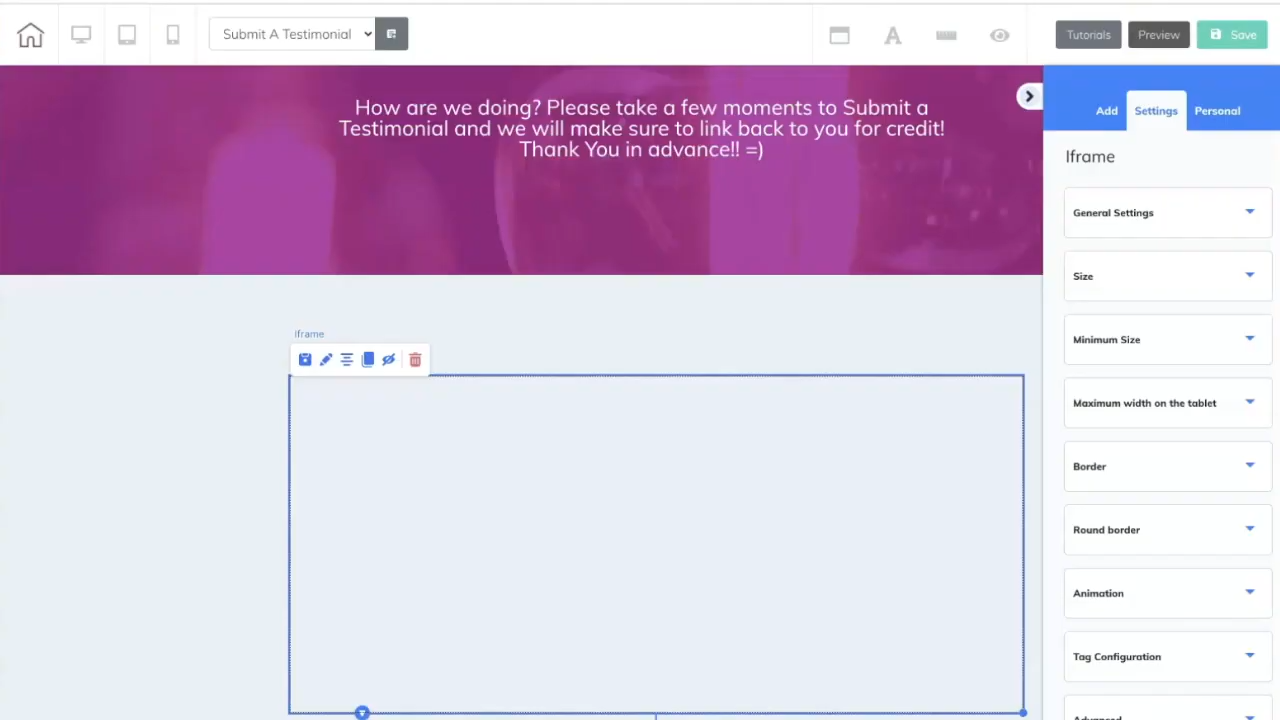 Submit A Testimonial
Tutorials
Preview
Save
How are we doing? Please take a few moments to Submit a
Testimonial and we will make sure to link back to you for credit!
Thank You in advance!! =)
Add
Settings
Personal
Iframe
General Settings
Size
Minimum Size
Maximum width on the tablet
Border
Round border
Animation
Tag Configuration
Advanced
Iframe